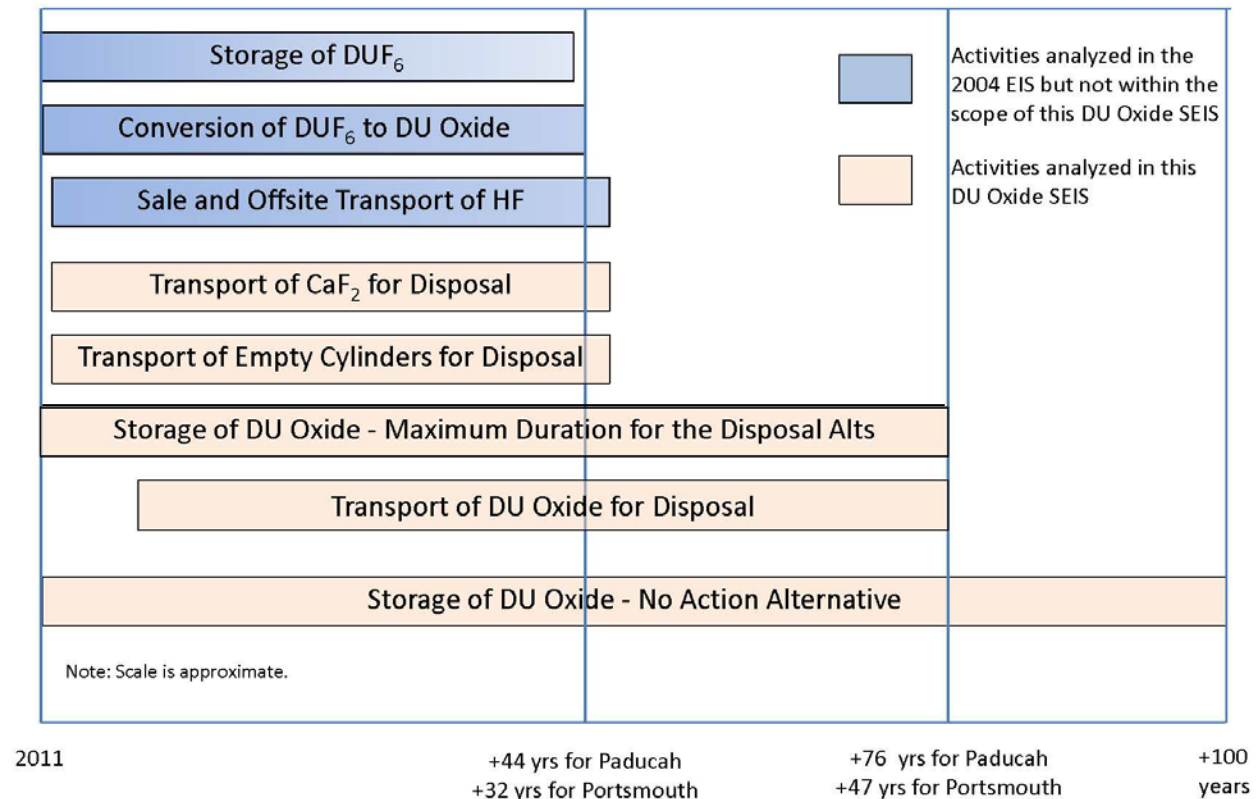 Storage of DUF₆
Conversion of DUF₆ to DU Oxide
Sale and Offsite Transport of HF
Transport of CaF₂ for Disposal
Transport of Empty Cylinders for Disposal
Storage of DU Oxide - Maximum Duration for the Disposal Alts
Transport of DU Oxide for Disposal
Storage of DU Oxide - No Action Alternative
Note: Scale is approximate.
Activities analyzed in the
2004 EIS but not within the
scope of this DU Oxide SEIS
Activities analyzed in this
DU Oxide SEIS
2011
+44 yrs for Paducah
+32 yrs for Portsmouth
+76 yrs for Paducah
+47 yrs for Portsmouth
+100
years